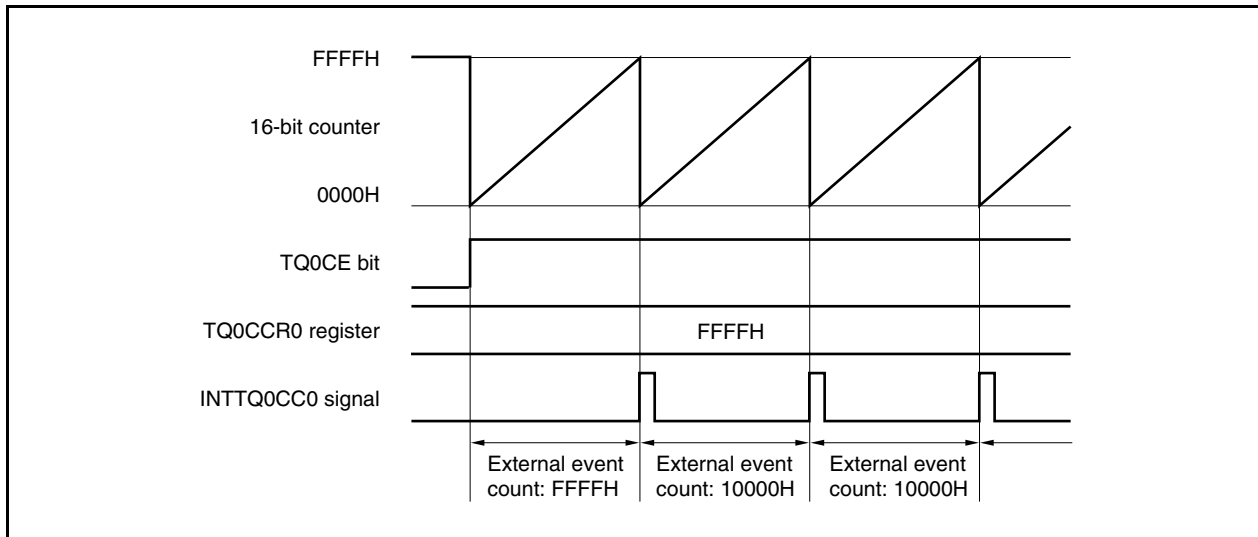 FFFFH
16-bit counter
0000H
TQ0CE bit
TQ0CCR0 register
FFFFH
INTTQ0CC0 signal
External event
count: FFFFH
External event
count: 10000H
External event
count: 10000H